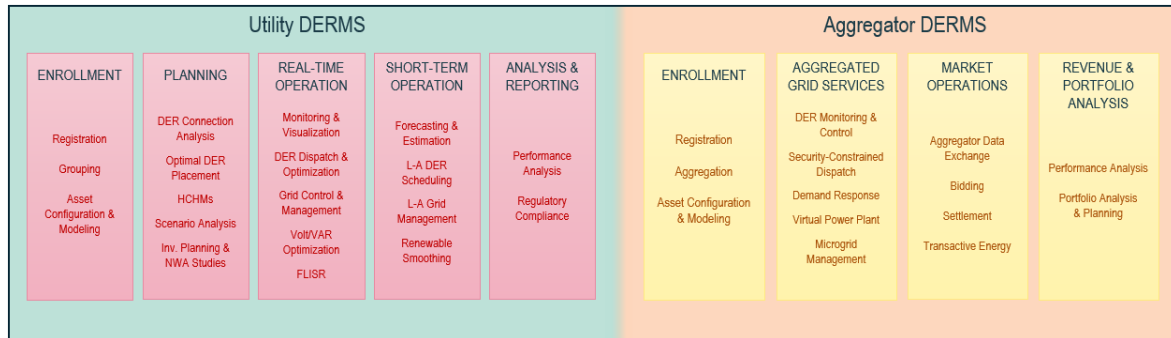 Utility DERMS
ENROLLMENT
Registration
Grouping
Asset
Configuration &
Modeling
PLANNING
DER Connection
Analysis
Optimal DER
Placement
HCHMs
Scenario Analysis
Inv. Planning &
NWA Studies
REAL-TIME
OPERATION
Monitoring &
Visualization
DER Dispatch &
Optimization
Grid Control &
Management
Volt/VAR
Optimization
FLISR
SHORT-TERM
OPERATION
Forecasting &
Estimation
L-A DER
Scheduling
L-A Grid
Management
Renewable
Smoothing
ANALYSIS &
REPORTING
Performance
Analysis
Regulatory
Compliance
Aggregator DERMS
ENROLLMENT
Registration
Aggregation
Asset Configuration
& Modeling
AGGREGATED
GRID SERVICES
DER Monitoring &
Control
Security-Constrained
Dispatch
Demand Response
Virtual Power Plant
Microgrid
Management
MARKET
OPERATIONS
Aggregator Data
Exchange
Bidding
Settlement
Transactive Energy
REVENUE &
PORTFOLIO
ANALYSIS
Performance Analysis
Portfolio Analysis
& Planning